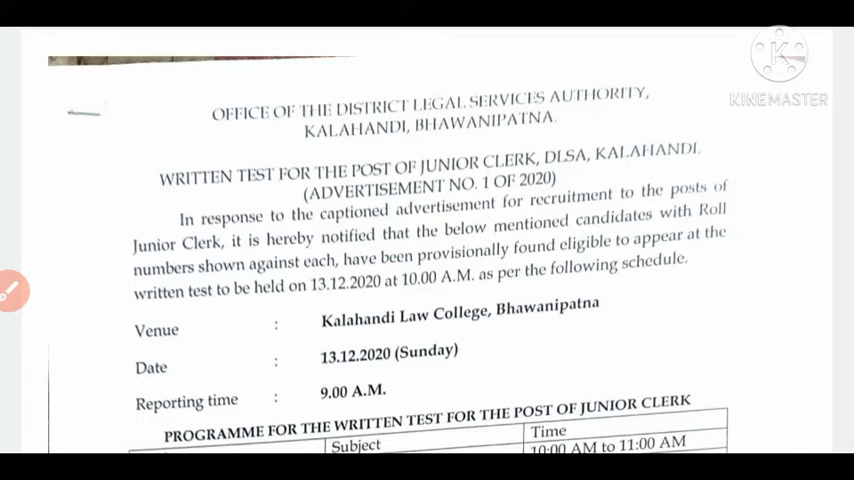 KINEMASTER
OFFICE OF THE DISTRICT LEGAL SERVICES AUTHORITY,
KALAHANDI, BHAWANIPATNA.
WRITTEN TEST FOR THE POST OF JUNIOR CLERK, DLSA, KALAHANDI.
(ADVERTISEMENT NO. 1 OF 2020)
In response to the captioned advertisement for recruitment to the posts of
Junior Clerk, it is hereby notified that the below mentioned candidates with Roll
numbers shown against each, have been provisionally found eligible to appear at the
written test to be held on 13.12.2020 at 10.00 A.M. as per the following schedule.
Venue : Kalahandi Law College, Bhawanipatna
Date : 13.12.2020 (Sunday)
Reporting time : 9.00 A.M.
PROGRAMME FOR THE WRITTEN TEST FOR THE POST OF JUNIOR CLERK
Subject Time
10:00 AM to 11:00 AM